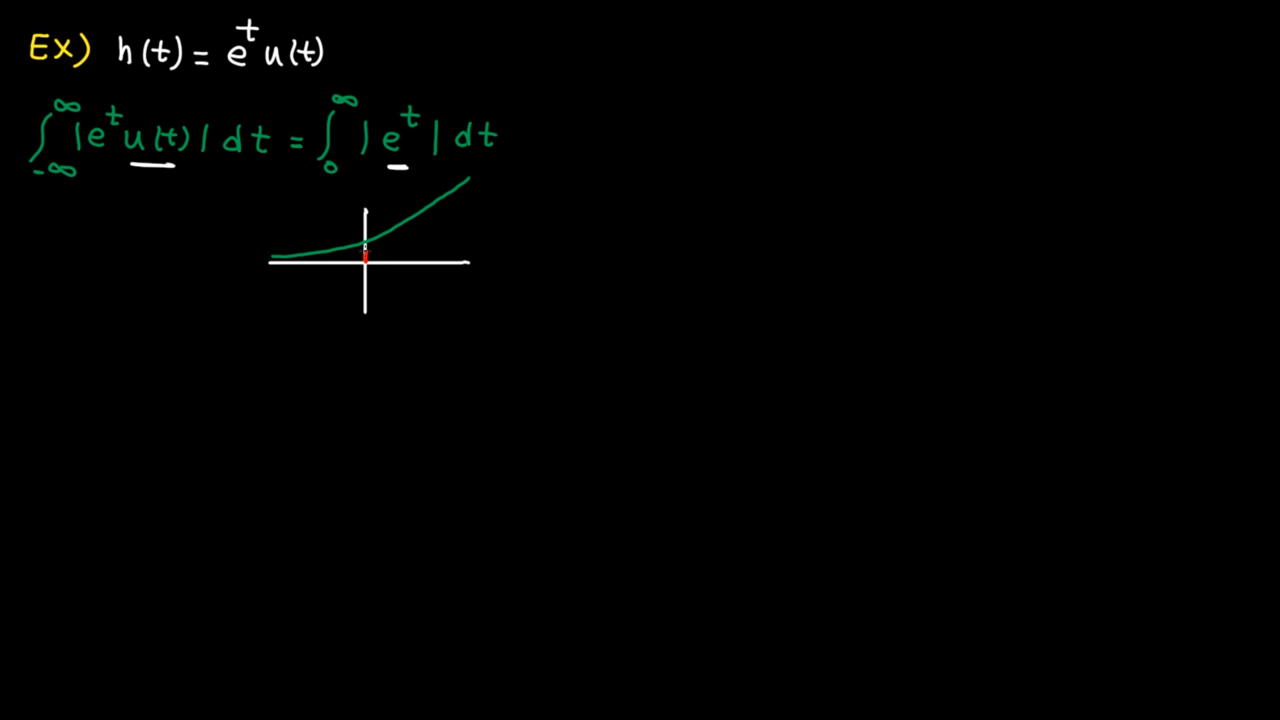 Ex) h(t) = e^t u(t)
∫_{-∞}^{∞} |e^t u(t)| dt = ∫_0^∞ |e^t| dt